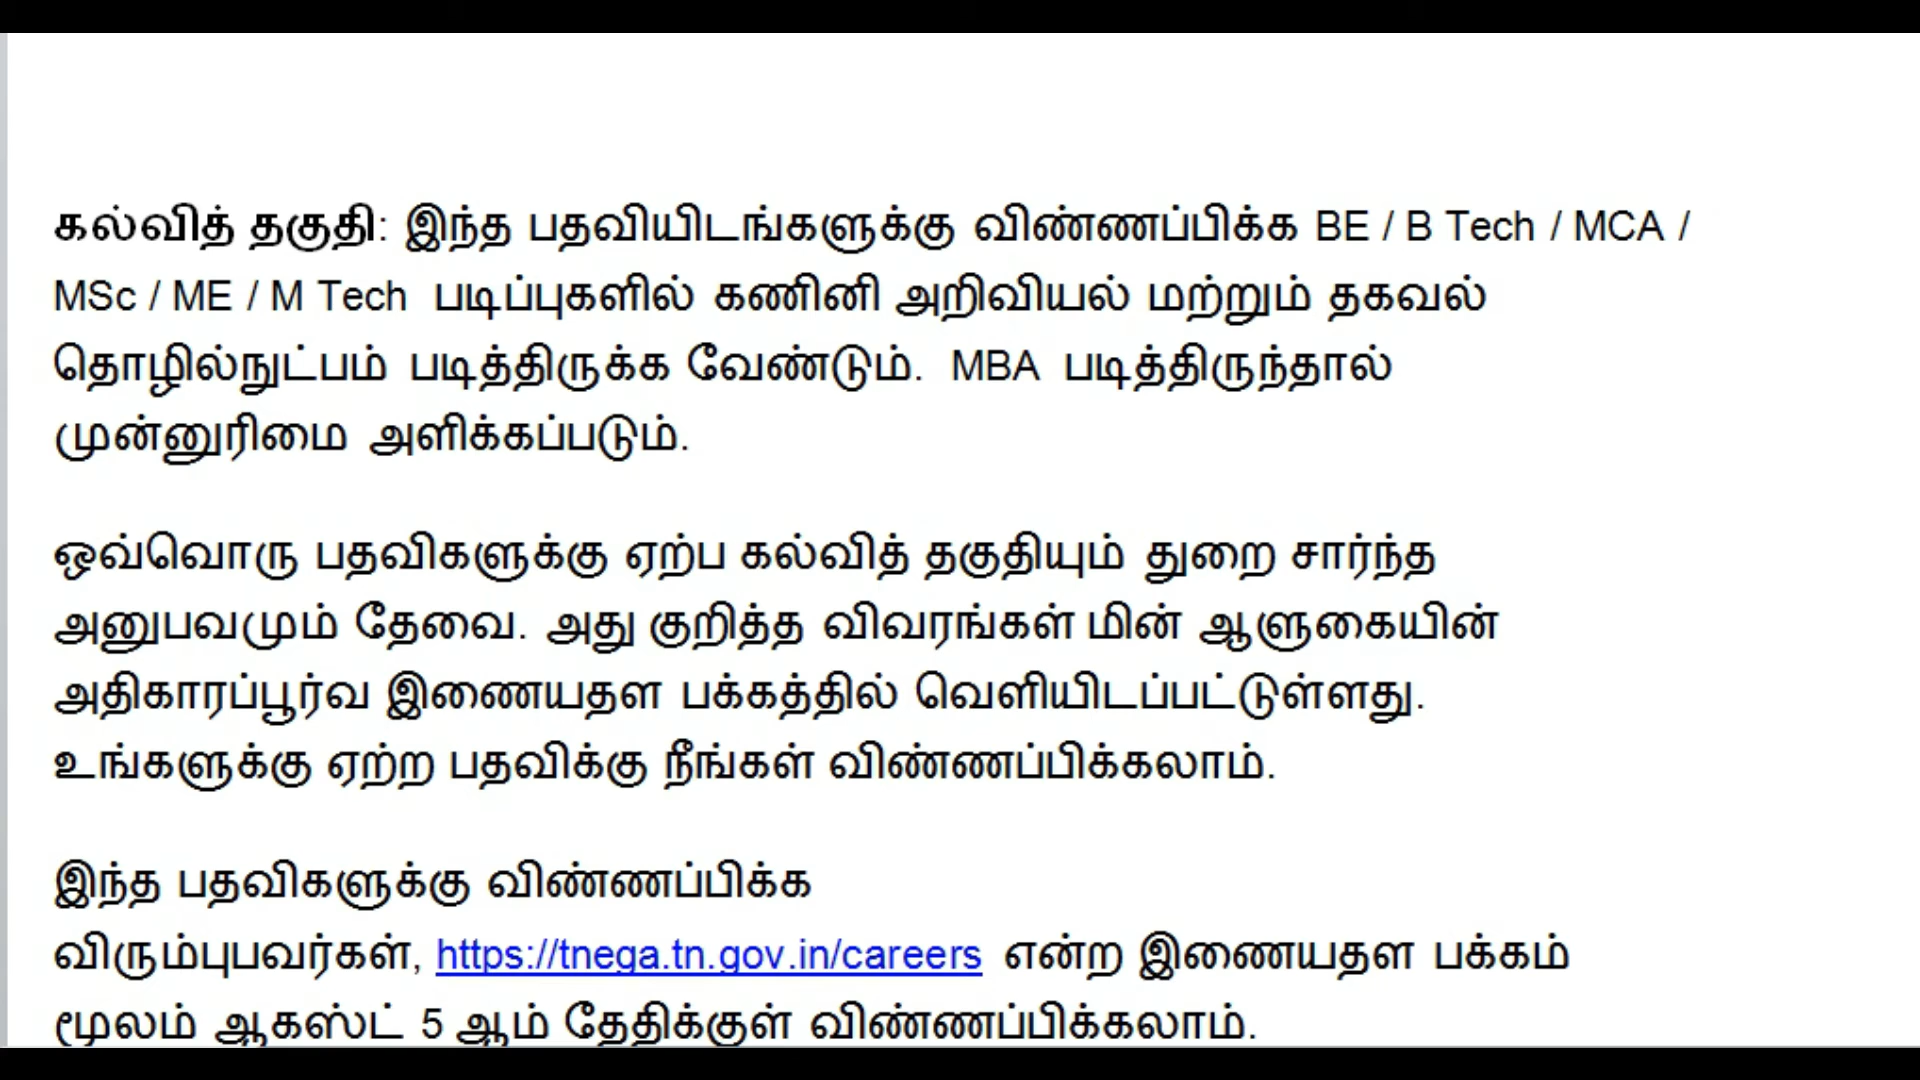 கல்வித் தகுதி: இந்த பதவியிடங்களுக்கு விண்ணப்பிக்க BE / B Tech / MCA /
MSc / ME / M Tech படிப்புகளில் கணினி அறிவியல் மற்றும் தகவல்
தொழில்நுட்பம் படித்திருக்க வேண்டும். MBA படித்திருந்தால்
முன்னுரிமை அளிக்கப்படும்.
ஒவ்வொரு பதவிகளுக்கு ஏற்ப கல்வித் தகுதியும் துறை சார்ந்த
அனுபவமும் தேவை. அது குறித்த விவரங்கள் மின் ஆளுகையின்
அதிகாரப்பூர்வ இணையதள பக்கத்தில் வெளியிடப்பட்டுள்ளது.
உங்களுக்கு ஏற்ற பதவிக்கு நீங்கள் விண்ணப்பிக்கலாம்.
இந்த பதவிகளுக்கு விண்ணப்பிக்க
விரும்புபவர்கள், https://tnega.tn.gov.in/careers என்ற இணையதள பக்கம்
மூலம் ஆகஸ்ட் 5 ஆம் தேதிக்குள் விண்ணப்பிக்கலாம்.